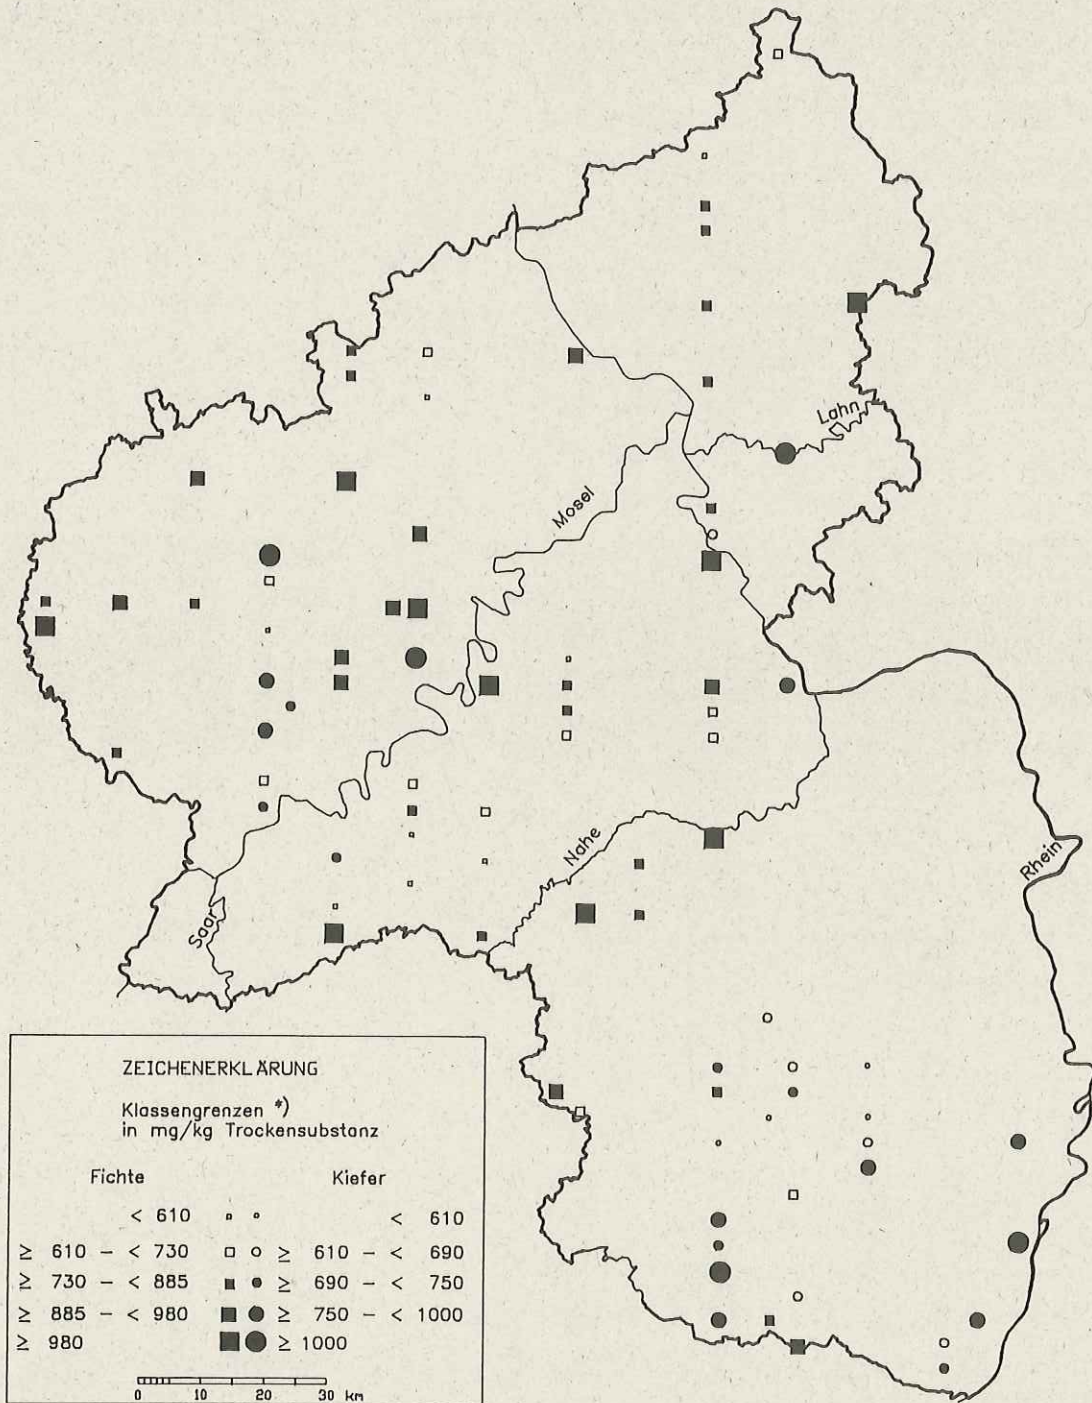 Lahn
Mosel
Nahe
Rhein
Saar
ZEICHENERKLÄRUNG
Klassengrenzen *)
in mg/kg Trockensubstanz
Fichte Kiefer
< 610 < 610
≥ 610 - < 730 ≥ 610 - < 690
≥ 730 - < 885 ≥ 690 - < 750
≥ 885 - < 980 ≥ 750 - < 1000
≥ 980 ≥ 1000
0 10 20 30 km